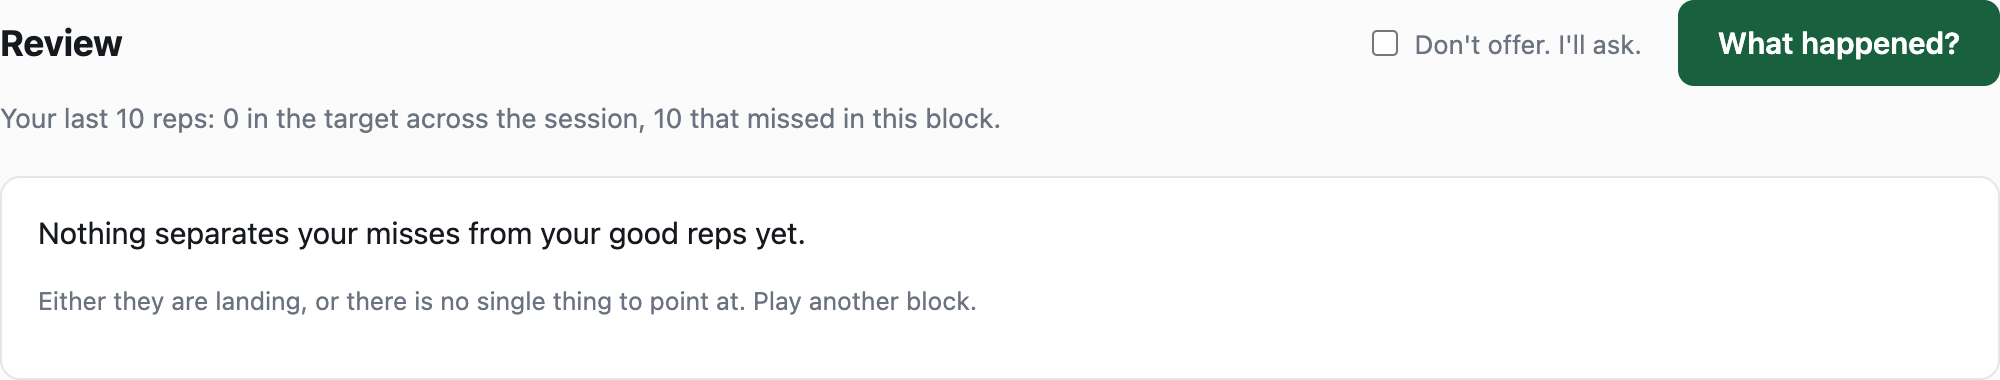 Review
Don't offer. I'll ask.
What happened?
Your last 10 reps: 0 in the target across the session, 10 that missed in this block.
Nothing separates your misses from your good reps yet.
Either they are landing, or there is no single thing to point at. Play another block.